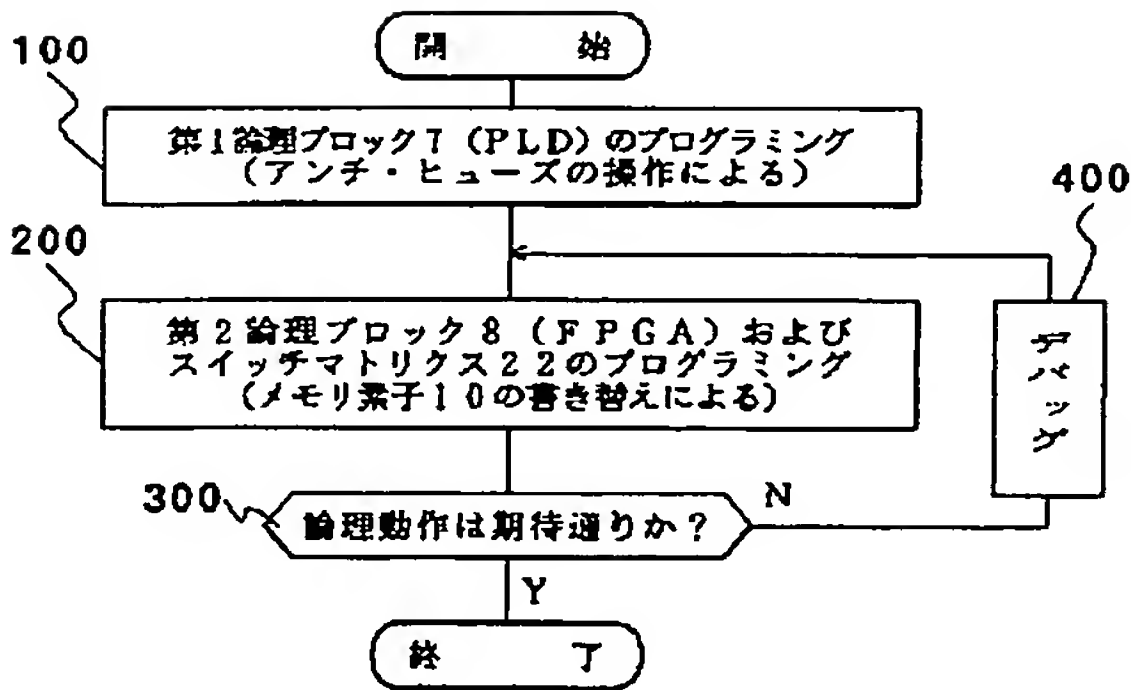 開 始
100
第1論理ブロック7(PLD)のプログラミング
(アンチ・ヒューズの操作による)
400
200
第2論理ブロック8(FPGA)および
スイッチマトリクス22のプログラミング
(メモリ素子10の書き替えによる)
デバッグ
300
論理動作は期待通りか?
N
Y
終 了